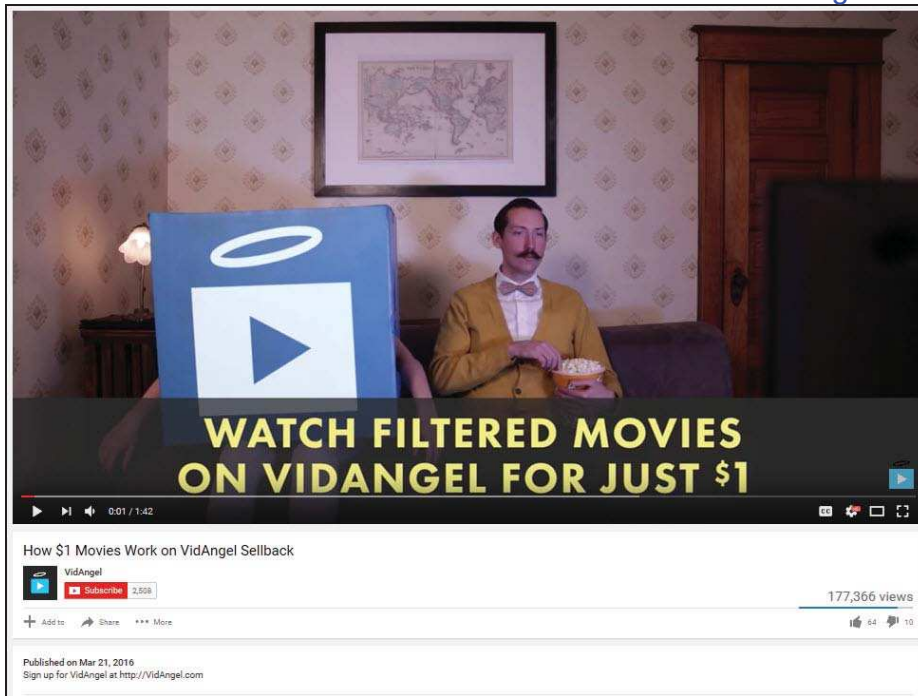 WATCH FILTERED MOVIES
ON VIDANGEL FOR JUST $1
0:01 / 1:42
CC
How $1 Movies Work on VidAngel Sellback
VidAngel
Subscribe 2,508
177,366 views
Add to Share More
64 10
Published on Mar 21, 2016
Sign up for VidAngel at http://VidAngel.com